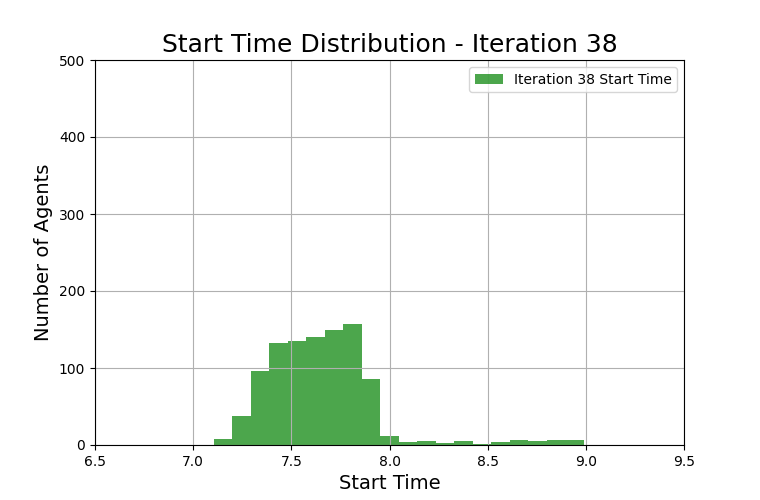 Start Time Distribution - Iteration 38
500
400
300
200
100
0
Number of Agents
Iteration 38 Start Time
6.5 7.0 7.5 8.0 8.5 9.0 9.5
Start Time